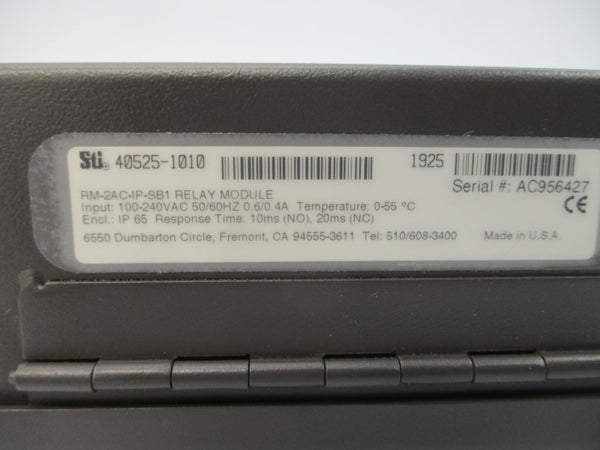 Sti® 40525-1010 1925
Serial #: AC956427
RM-2AC-IP-SB1 RELAY MODULE
Input: 100-240VAC 50/60HZ 0.6/0.4A Temperature: 0-55 °C
Encl.: IP 65 Response Time: 10ms (NO), 20ms (NC) CE
6550 Dumbarton Circle, Fremont, CA 94555-3611 Tel: 510/608-3400 Made in U.S.A.